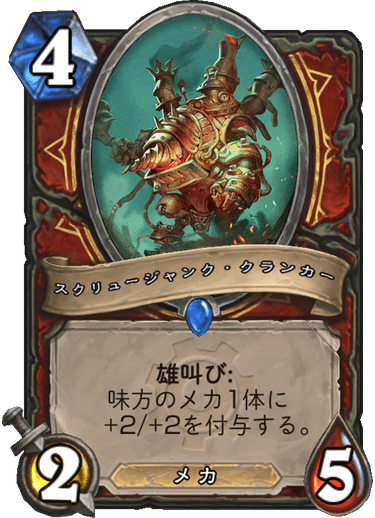 4
スクリュージャンク・クランカー
雄叫び:
味方のメカ1体に
+2/+2を付与する。
2
メカ
5